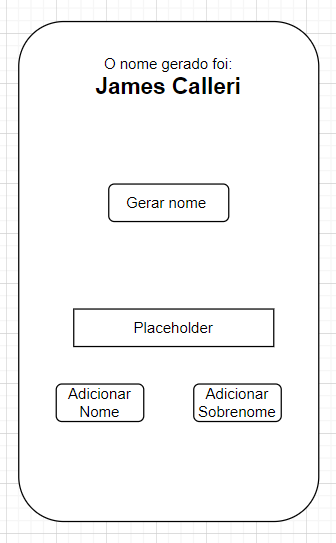 O nome gerado foi:
James Calleri
Gerar nome
Placeholder
Adicionar
Nome
Adicionar
Sobrenome